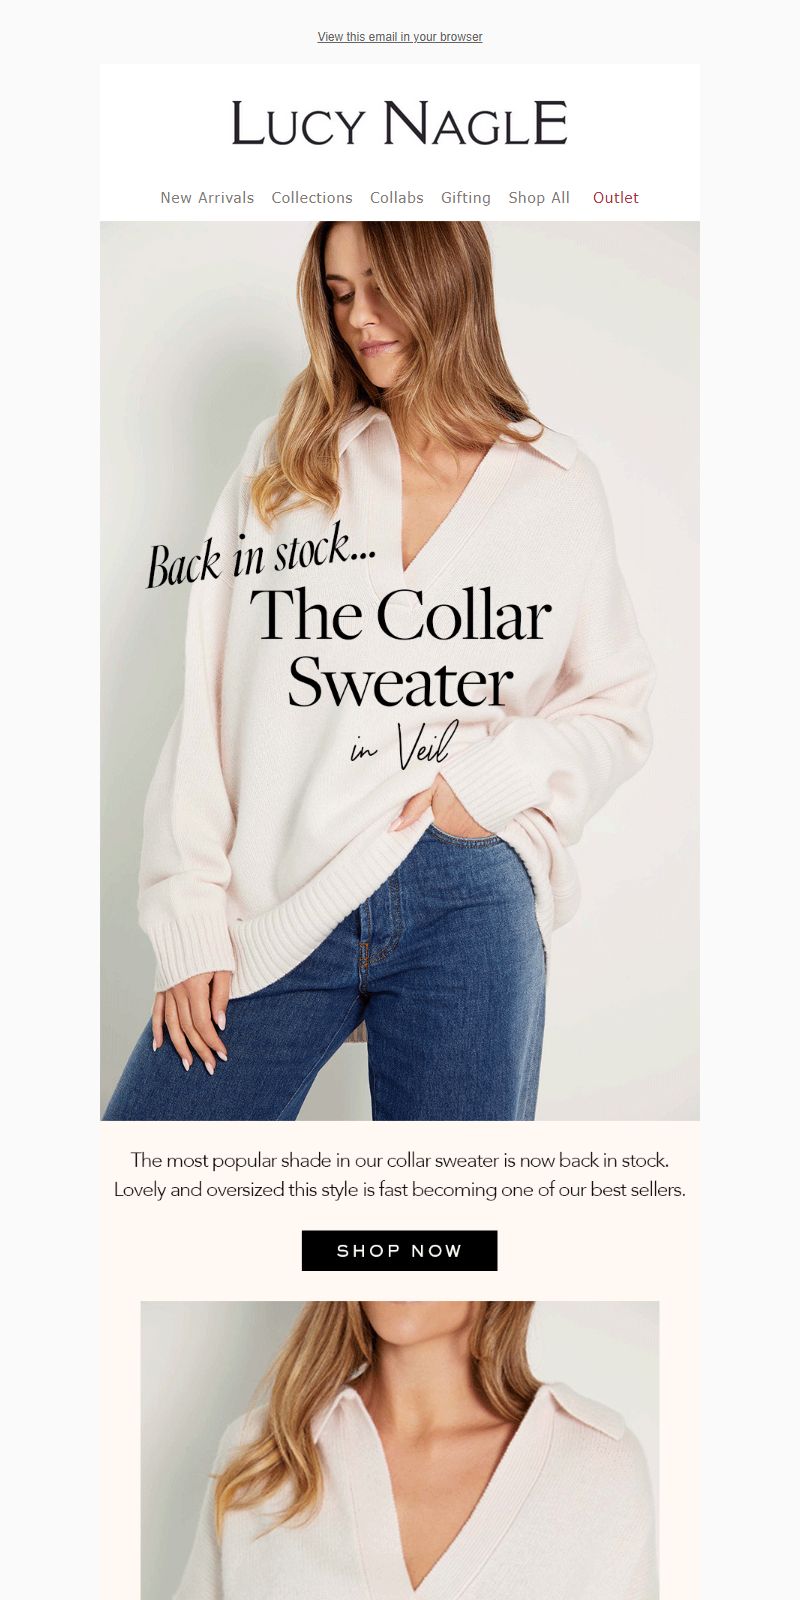 View this email in your browser
LUCY NAGLE
New Arrivals Collections Collabs Gifting Shop All Outlet
Back in stock...
The Collar
Sweater
in Veil
The most popular shade in our collar sweater is now back in stock.
Lovely and oversized this style is fast becoming one of our best sellers.
SHOP NOW